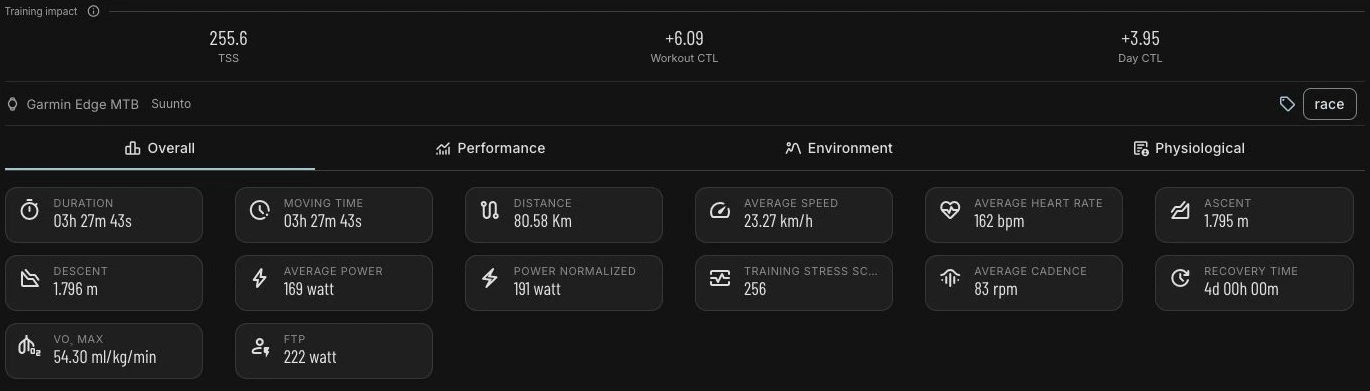 Training impact
255.6
TSS
+6.09
Workout CTL
+3.95
Day CTL
Garmin Edge MTB Suunto
race
Overall
Performance
Environment
Physiological
DURATION
03h 27m 43s
MOVING TIME
03h 27m 43s
DISTANCE
80.58 Km
AVERAGE SPEED
23.27 km/h
AVERAGE HEART RATE
162 bpm
ASCENT
1.795 m
DESCENT
1.796 m
AVERAGE POWER
169 watt
POWER NORMALIZED
191 watt
TRAINING STRESS SC...
256
AVERAGE CADENCE
83 rpm
RECOVERY TIME
4d 00h 00m
VO₂ MAX
54.30 ml/kg/min
FTP
222 watt